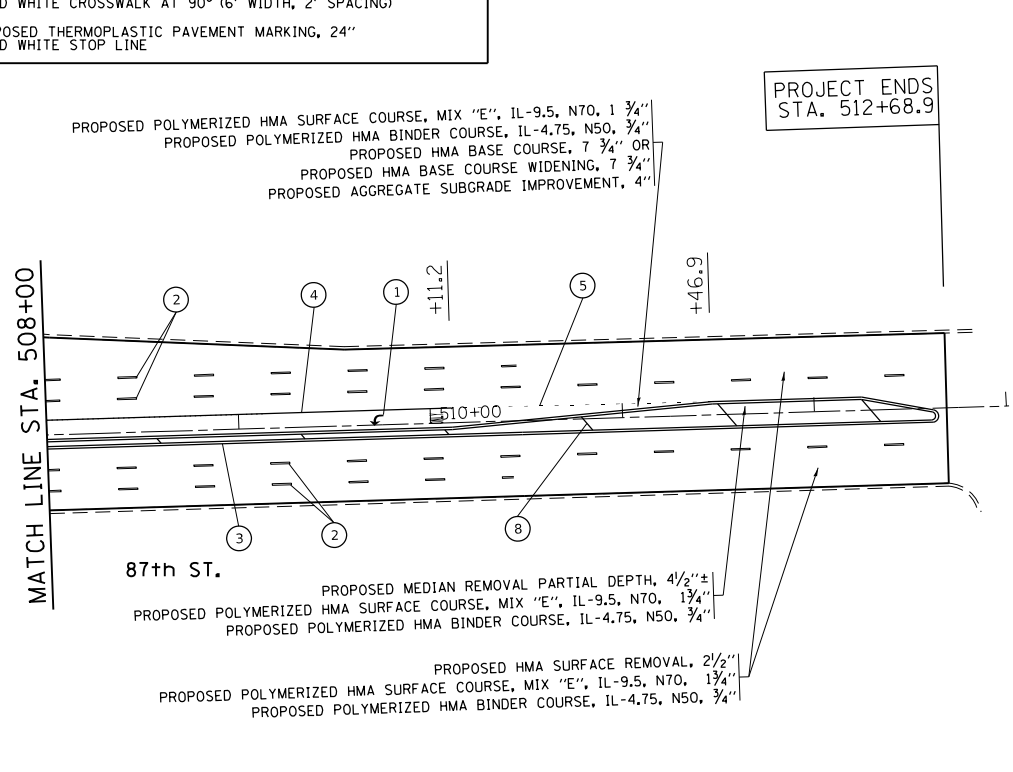 D WHITE CROSSWALK AT 90° (6' WIDTH, 2' SPACING)
POSED THERMOPLASTIC PAVEMENT MARKING, 24"
D WHITE STOP LINE
PROJECT ENDS
STA. 512+68.9
PROPOSED POLYMERIZED HMA SURFACE COURSE, MIX "E", IL-9.5, N70, 1 ¾"
PROPOSED POLYMERIZED HMA BINDER COURSE, IL-4.75, N50, ¾"
PROPOSED HMA BASE COURSE, 7 ¾" OR
PROPOSED HMA BASE COURSE WIDENING, 7 ¾"
PROPOSED AGGREGATE SUBGRADE IMPROVEMENT, 4"
MATCH LINE STA. 508+00
2
4
1
+11.2
5
+46.9
510+00
3
2
8
87th ST.
PROPOSED MEDIAN REMOVAL PARTIAL DEPTH, 4½"±
PROPOSED POLYMERIZED HMA SURFACE COURSE, MIX "E", IL-9.5, N70, 1¾"
PROPOSED POLYMERIZED HMA BINDER COURSE, IL-4.75, N50, ¾"
PROPOSED HMA SURFACE REMOVAL, 2½"
PROPOSED POLYMERIZED HMA SURFACE COURSE, MIX "E", IL-9.5, N70, 1¾"
PROPOSED POLYMERIZED HMA BINDER COURSE, IL-4.75, N50, ¾"